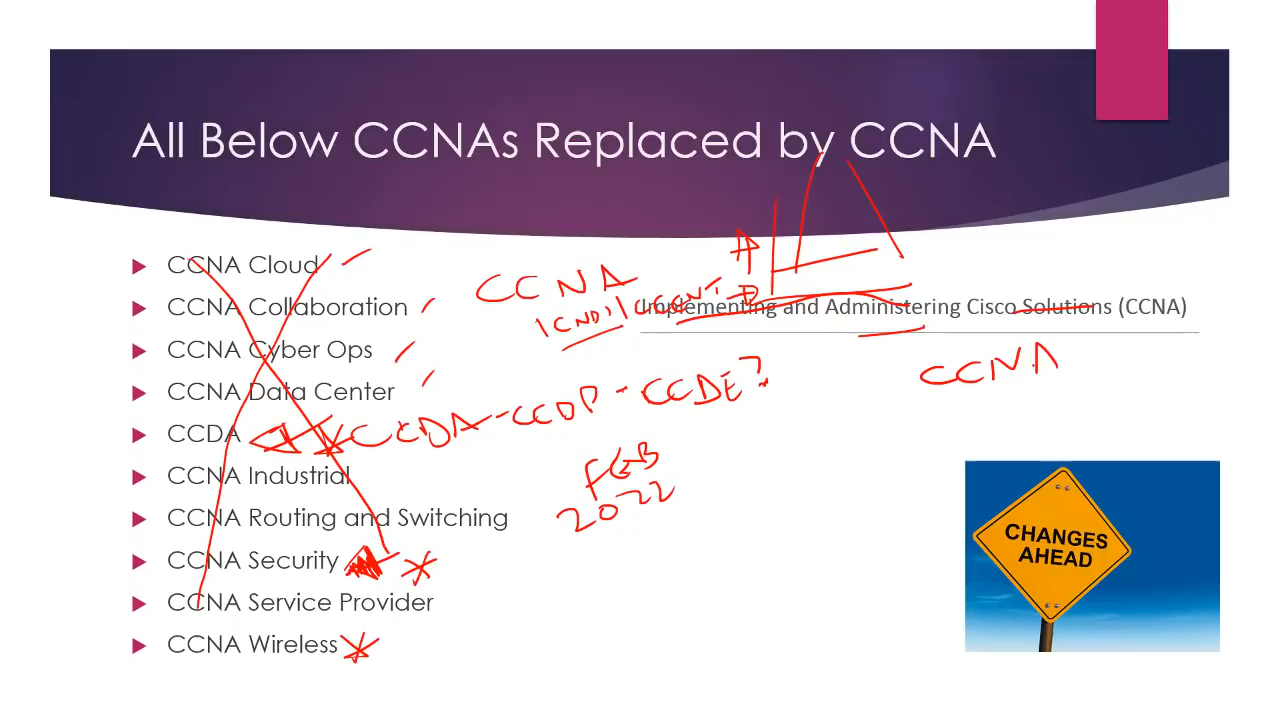 All Below CCNAs Replaced by CCNA
CCNA Cloud
CCNA Collaboration
CCNA Cyber Ops
CCNA Data Center
CCDA
CCNA Industrial
CCNA Routing and Switching
CCNA Security
CCNA Service Provider
CCNA Wireless
CCNA
ICND1 CCENT
Implementing and Administering Cisco Solutions (CCNA)
CCNA
CCDA - CCDP - CCDE?
FEB
2022
CHANGES
AHEAD